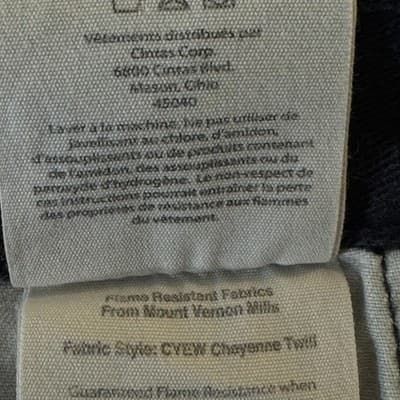 Vêtements distribués par
Cintas Corp.
6800 Cintas Blvd.
Mason, Ohio
45040
Laver à la machine. Ne pas utiliser de
javellisant au chlore, d'amidon,
d'assouplissants ou de produits contenant
de l'amidon, des assouplissants ou du
peroxyde d'hydrogène. Le non-respect de
cas instructions pourrait entraîner la perte
des propriétés de résistance aux flammes
du vêtement.
Flame Resistant Fabrics
From Mount Vernon Mills
Fabric Style: CYEW Chayenne Twill
Guaranteed Flame Resistance when